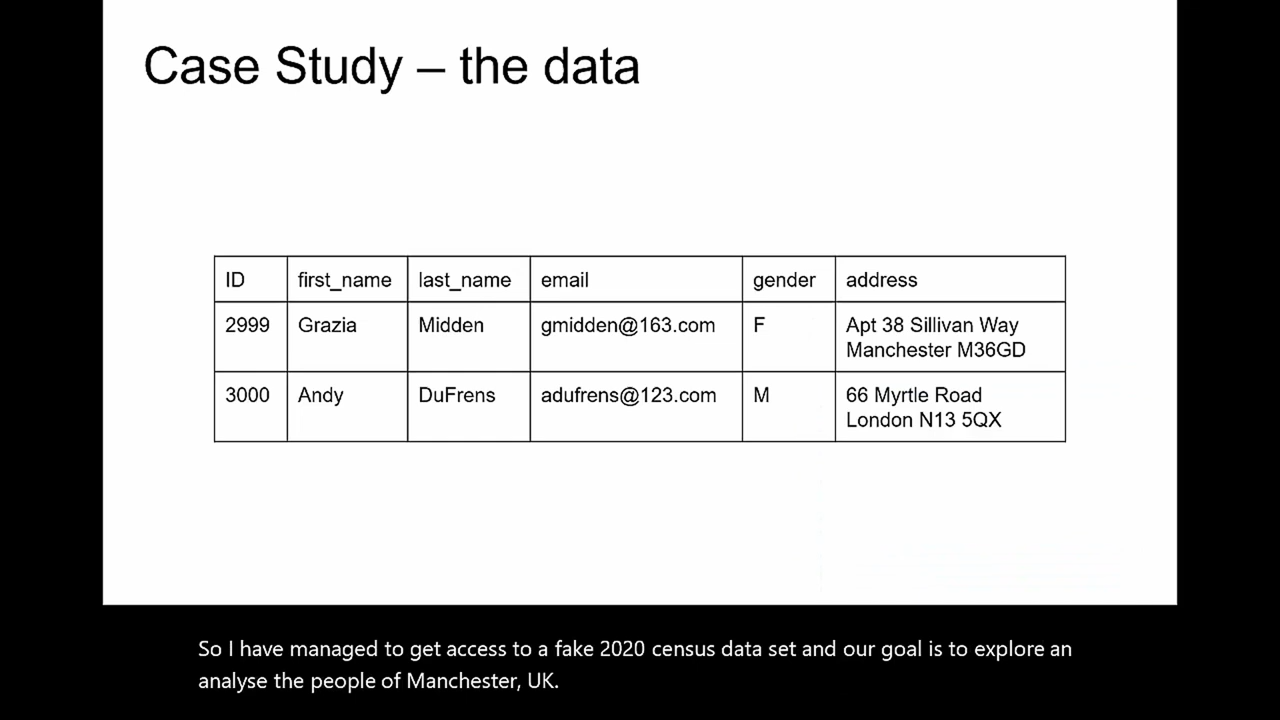 Case Study – the data
ID first_name last_name email gender address
2999 Grazia Midden gmidden@163.com F Apt 38 Sillivan Way
Manchester M36GD
3000 Andy DuFrens adufrens@123.com M 66 Myrtle Road
London N13 5QX
So I have managed to get access to a fake 2020 census data set and our goal is to explore an
analyse the people of Manchester, UK.